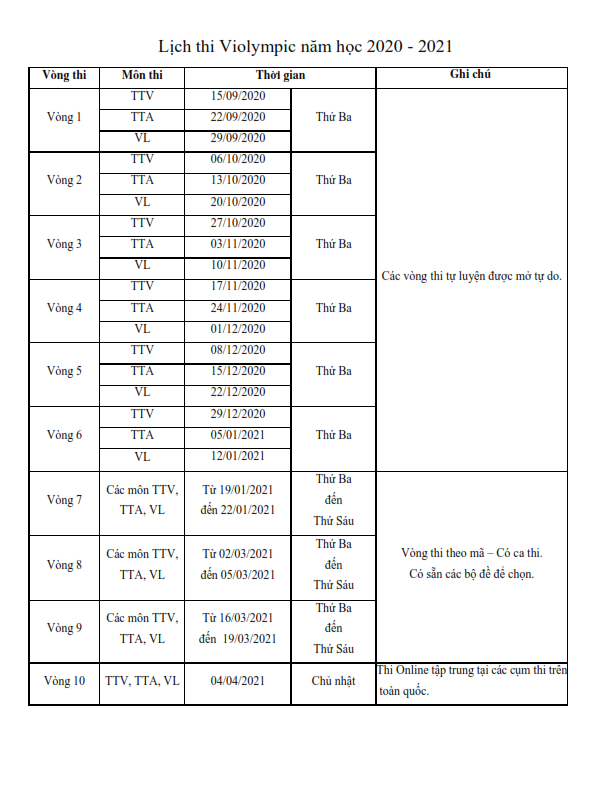 Lịch thi Violympic năm học 2020 - 2021
Vòng thi Môn thi Thời gian Ghi chú
Vòng 1 TTV 15/09/2020 Thứ Ba
TTA 22/09/2020
VL 29/09/2020
Vòng 2 TTV 06/10/2020 Thứ Ba
TTA 13/10/2020
VL 20/10/2020
Vòng 3 TTV 27/10/2020 Thứ Ba
TTA 03/11/2020
VL 10/11/2020
Các vòng thi tự luyện được mở tự do.
Vòng 4 TTV 17/11/2020 Thứ Ba
TTA 24/11/2020
VL 01/12/2020
Vòng 5 TTV 08/12/2020 Thứ Ba
TTA 15/12/2020
VL 22/12/2020
Vòng 6 TTV 29/12/2020 Thứ Ba
TTA 05/01/2021
VL 12/01/2021
Vòng 7 Các môn TTV, TTA, VL Từ 19/01/2021 đến 22/01/2021 Thứ Ba đến Thứ Sáu
Vòng 8 Các môn TTV, TTA, VL Từ 02/03/2021 đến 05/03/2021 Thứ Ba đến Thứ Sáu
Vòng thi theo mã – Có ca thi.
Có sẵn các bộ đề để chọn.
Vòng 9 Các môn TTV, TTA, VL Từ 16/03/2021 đến 19/03/2021 Thứ Ba đến Thứ Sáu
Vòng 10 TTV, TTA, VL 04/04/2021 Chủ nhật
Thi Online tập trung tại các cụm thi trên
toàn quốc.